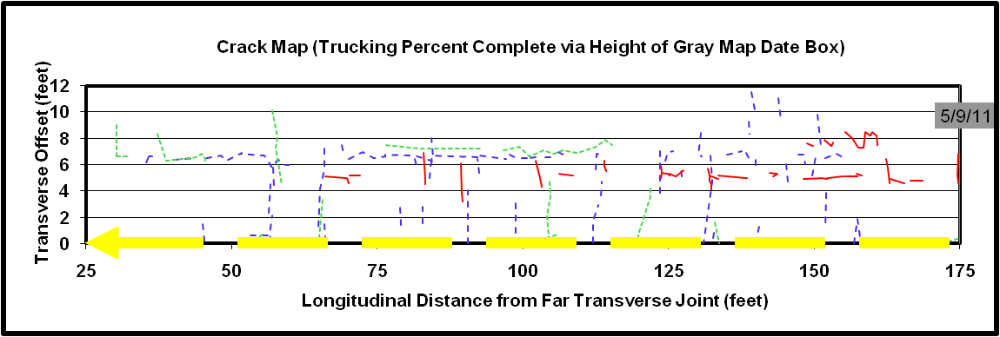 Crack Map (Trucking Percent Complete via Height of Gray Map Date Box)
Transverse Offset (feet)
12
10
8
6
4
2
0
5/9/11
25 50 75 100 125 150 175
Longitudinal Distance from Far Transverse Joint (feet)